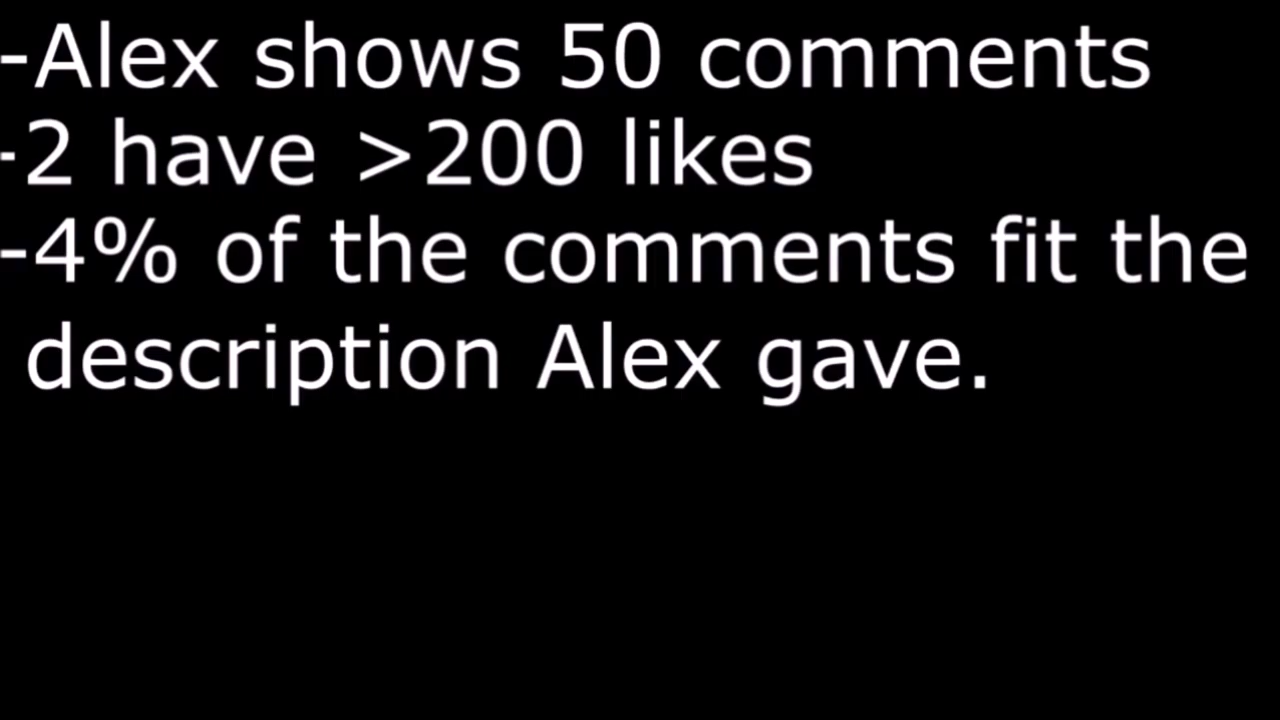 -Alex shows 50 comments
-2 have >200 likes
-4% of the comments fit the
description Alex gave.